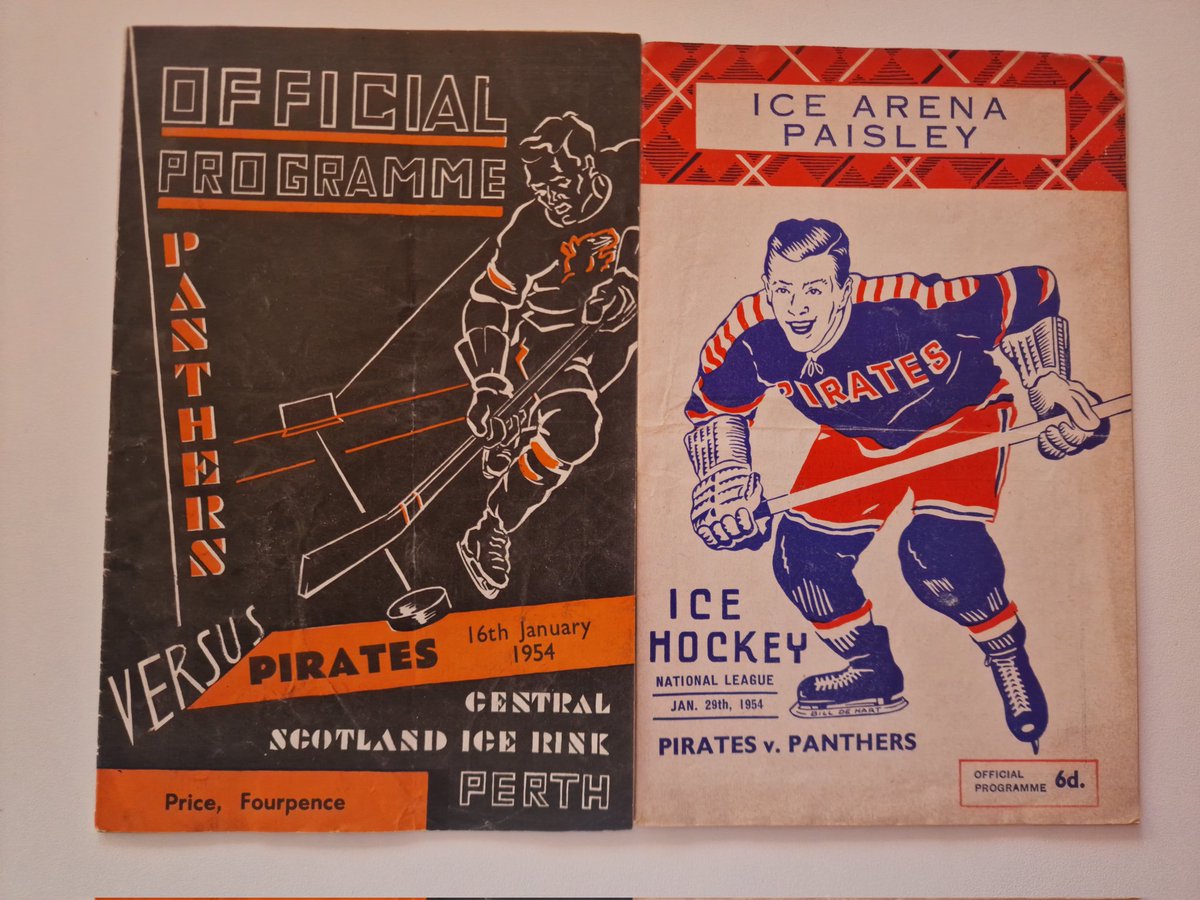 OFFICIAL
PROGRAMME
PANTHERS
VERSUS
PIRATES
16th January
1954
CENTRAL
SCOTLAND ICE RINK
PERTH
Price, Fourpence
ICE ARENA
PAISLEY
PIRATES
ICE
HOCKEY
NATIONAL LEAGUE
JAN. 29th, 1954
BILL DE HART
PIRATES v. PANTHERS
OFFICIAL
PROGRAMME 6d.